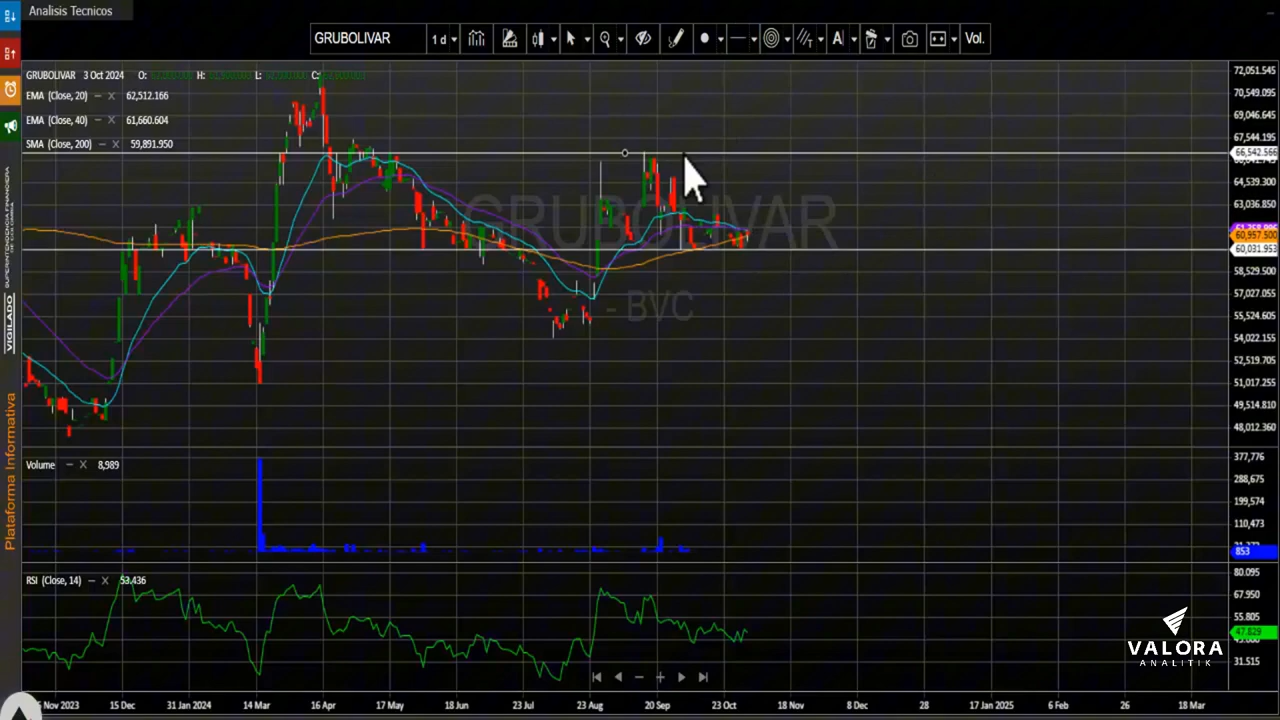 Analisis Tecnicos
GRUBOLIVAR
1 d
A
Vol.
GRUBOLIVAR 3 Oct 2024 O: H: L: C:
EMA (Close, 20) 62,512.166
EMA (Close, 40) 61,660.604
SMA (Close, 200) 59,891.950
GRUBOLIVAR
- BVC
72,051.545
70,549.095
69,046.645
67,544.195
66,542.566
64,539.300
63,036.850
60,957.500
60,031.953
58,529.500
57,027.055
55,524.605
54,022.155
52,519.705
51,017.255
49,514.810
48,012.360
Volume 8,989
377,776
288,675
199,574
110,473
853
RSI (Close, 14) 53.436
80.095
67.950
55.805
47.829
31.515
Nov 2023
15 Dec
31 Jan 2024
14 Mar
16 Apr
17 May
18 Jun
23 Jul
23 Aug
20 Sep
23 Oct
18 Nov
8 Dec
28
17 Jan 2025
6 Feb
26
18 Mar
VIGILADO
Plataforma Informativa
VALORA
ANALITIK